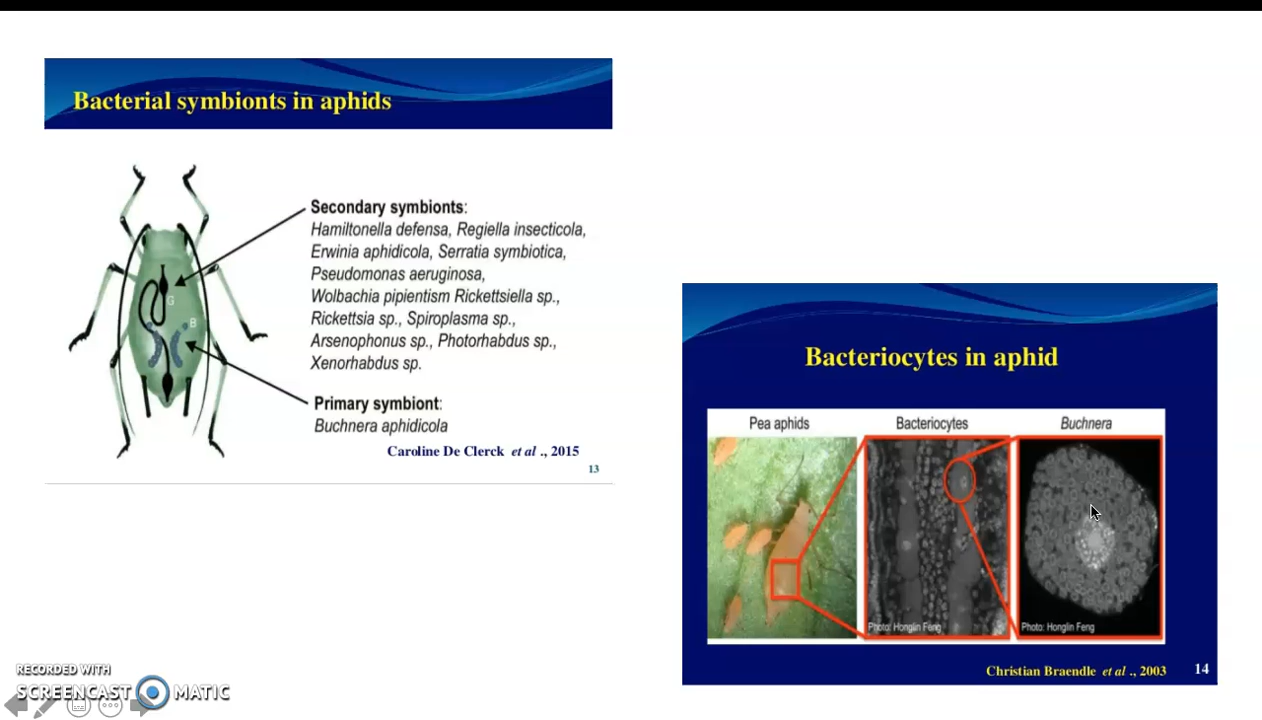 Bacterial symbionts in aphids
Secondary symbionts:
Hamiltonella defensa, Regiella insecticola,
Erwinia aphidicola, Serratia symbiotica,
Pseudomonas aeruginosa,
Wolbachia pipientism Rickettsiella sp.,
Rickettsia sp., Spiroplasma sp.,
Arsenophonus sp., Photorhabdus sp.,
Xenorhabdus sp.
G
B
Primary symbiont:
Buchnera aphidicola
Caroline De Clerck et al ., 2015
13
Bacteriocytes in aphid
Pea aphids
Bacteriocytes
Buchnera
Photo: Honglin Feng
Photo: Honglin Feng
Christian Braendle et al ., 2003
14
RECORDED WITH
SCREENCAST MATIC